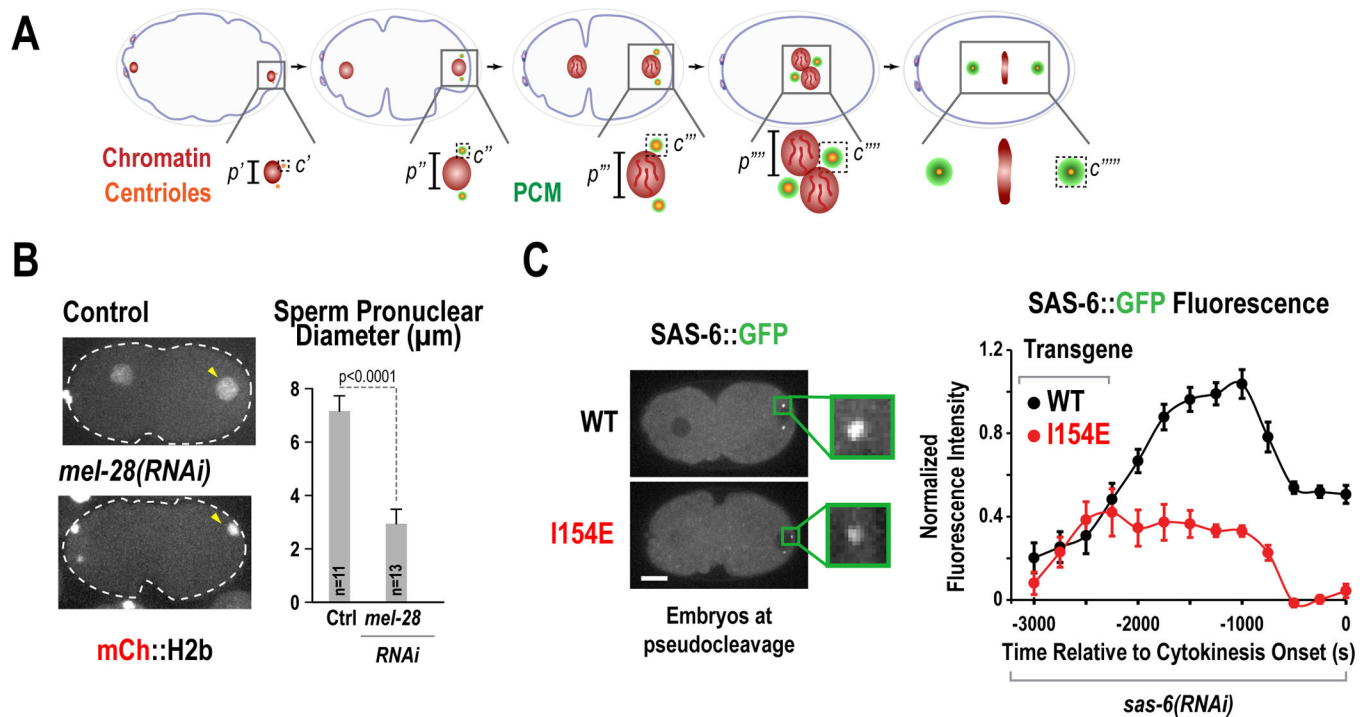 A
Chromatin
Centrioles
p’
c’
p’’
c’’
PCM
p’’’
c’’’
p’’’’
c’’’’
c’’’’’
B
Control
mel-28(RNAi)
mCh::H2b
Sperm Pronuclear
Diameter (µm)
p<0.0001
8
6
4
2
0
n=11
n=13
Ctrl mel-28
RNAi
C
SAS-6::GFP
WT
I154E
Embryos at
pseudocleavage
SAS-6::GFP Fluorescence
Transgene
WT
I154E
Normalized
Fluorescence Intensity
1.2
0.8
0.4
0
-3000 -2000 -1000 0
Time Relative to Cytokinesis Onset (s)
sas-6(RNAi)